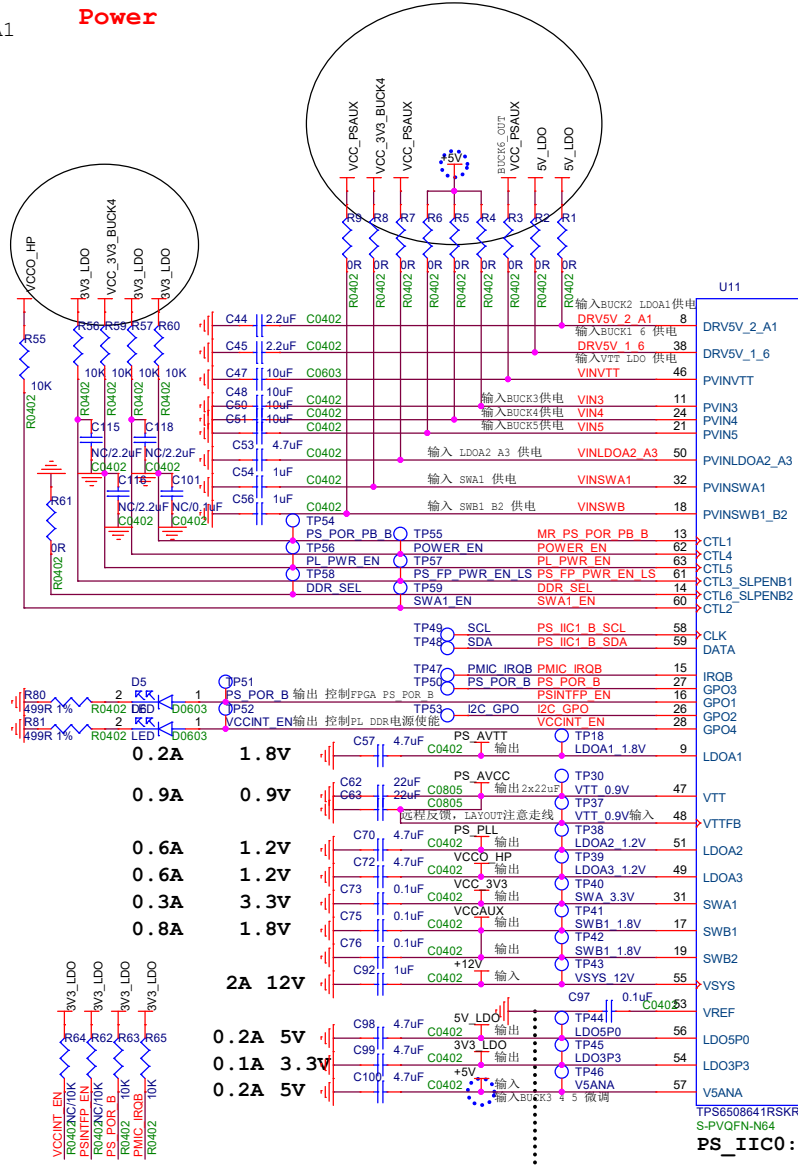 Power
A1
VCC_PSAUX
VCC_3V3_BUCK4
VCC_PSAUX
+5V
BUCK6_OUT
VCC_PSAUX
5V_LDO
5V_LDO
VCCO_HP
3V3_LDO
VCC_3V3_BUCK4
3V3_LDO
3V3_LDO
R9 R8 R7 R6 R5 R4 R3 R2 R1
0R 0R 0R 0R 0R 0R 0R 0R 0R
R0402 R0402 R0402 R0402 R0402 R0402 R0402 R0402 R0402
R55 R56 R59 R57 R60
10K 10K 10K 10K 10K
R0402 R0402 R0402 R0402 R0402
U11
输入BUCK2 LDOA1供电
C44 2.2uF C0402 DRV5V_2_A1 8 DRV5V_2_A1
输入BUCK1 6 供电
C45 2.2uF C0402 DRV5V_1_6 38 DRV5V_1_6
输入VTT LDO 供电
C47 10uF C0603 VINVTT 46 PVINVTT
C48 10uF C0402 输入BUCK3供电 VIN3 11 PVIN3
C50 10uF C0402 输入BUCK4供电 VIN4 24 PVIN4
C51 10uF C0402 输入BUCK5供电 VIN5 21 PVIN5
C53 4.7uF C0402 输入 LDOA2 A3 供电 VINLDOA2_A3 50 PVINLDOA2_A3
C54 1uF C0402 输入 SWA1 供电 VINSWA1 32 PVINSWA1
C56 1uF C0402 输入 SWB1 B2 供电 VINSWB 18 PVINSWB1_B2
C115 NC/2.2uF C0402
C118 NC/2.2uF C0402
C116 NC/2.2uF C0402
C101 NC/0.1uF C0402
R61 0R R0402
TP54
PS_POR_PB_B TP55 MR_PS_POR_PB_B 13 CTL1
TP56 POWER_EN POWER_EN 62 CTL4
PL_PWR_EN TP57 PL_PWR_EN 63 CTL5
TP58 PS_FP_PWR_EN_LS PS_FP_PWR_EN_LS 61 CTL3_SLPENB1
DDR_SEL TP59 DDR_SEL 14 CTL6_SLPENB2
SWA1_EN SWA1_EN 60 CTL2
TP49 SCL PS_IIC1_B_SCL 58 CLK
TP48 SDA PS_IIC1_B_SDA 59 DATA
TP47 PMIC_IRQB PMIC_IRQB 15 IRQB
TP50 PS_POR_B PS_POR_B 27 GPO3
R80 499R 1% R0402 2 D5 LED 1 D0603 TP51 PS_POR_B 输出 控制FPGA PS_POR_B PSINTFP_EN 16 GPO1
TP53 I2C_GPO I2C_GPO 26 GPO2
R81 499R 1% R0402 2 D6 LED 1 D0603 TP52 VCCINT_EN输出 控制PL DDR电源使能 VCCINT_EN 28 GPO4
0.2A 1.8V C57 4.7uF C0402 PS_AVTT 输出 TP18 LDOA1_1.8V 9 LDOA1
0.9A 0.9V C62 22uF C0805 PS_AVCC 输出2x22uF TP30 VTT_0.9V 47 VTT
C63 22uF C0805 TP37
远程反馈, LAYOUT注意走线 VTT_0.9V输入 48 VTTFB
0.6A 1.2V C70 4.7uF C0402 PS_PLL 输出 TP38 LDOA2_1.2V 51 LDOA2
0.6A 1.2V C72 4.7uF C0402 VCCO_HP 输出 TP39 LDOA3_1.2V 49 LDOA3
0.3A 3.3V C73 0.1uF C0402 VCC_3V3 输出 TP40 SWA_3.3V 31 SWA1
0.8A 1.8V C75 0.1uF C0402 VCCAUX 输出 TP41 SWB1_1.8V 17 SWB1
C76 0.1uF C0402 输出 TP42 SWB1_1.8V 19 SWB2
2A 12V C92 1uF C0402 +12V 输入 TP43 VSYS_12V 55 VSYS
C97 0.1uF C0402 53 VREF
0.2A 5V C98 4.7uF C0402 5V_LDO 输出 TP44 LDO5P0 56 LDO5P0
0.1A 3.3V C99 4.7uF C0402 3V3_LDO 输出 TP45 LDO3P3 54 LDO3P3
0.2A 5V C100 4.7uF C0402 +5V 输入 TP46 V5ANA 57 V5ANA
输入BUCK3 4 5 微调
3V3_LDO 3V3_LDO 3V3_LDO 3V3_LDO
R64 R62 R63 R65
NC/10K NC/10K 10K 10K
R0402 R0402 R0402 R0402
VCCINT_EN PSINTFP_EN PS_POR_B PMIC_IRQB
TPS6508641RSKR
S-PVQFN-N64
PS_IIC0: